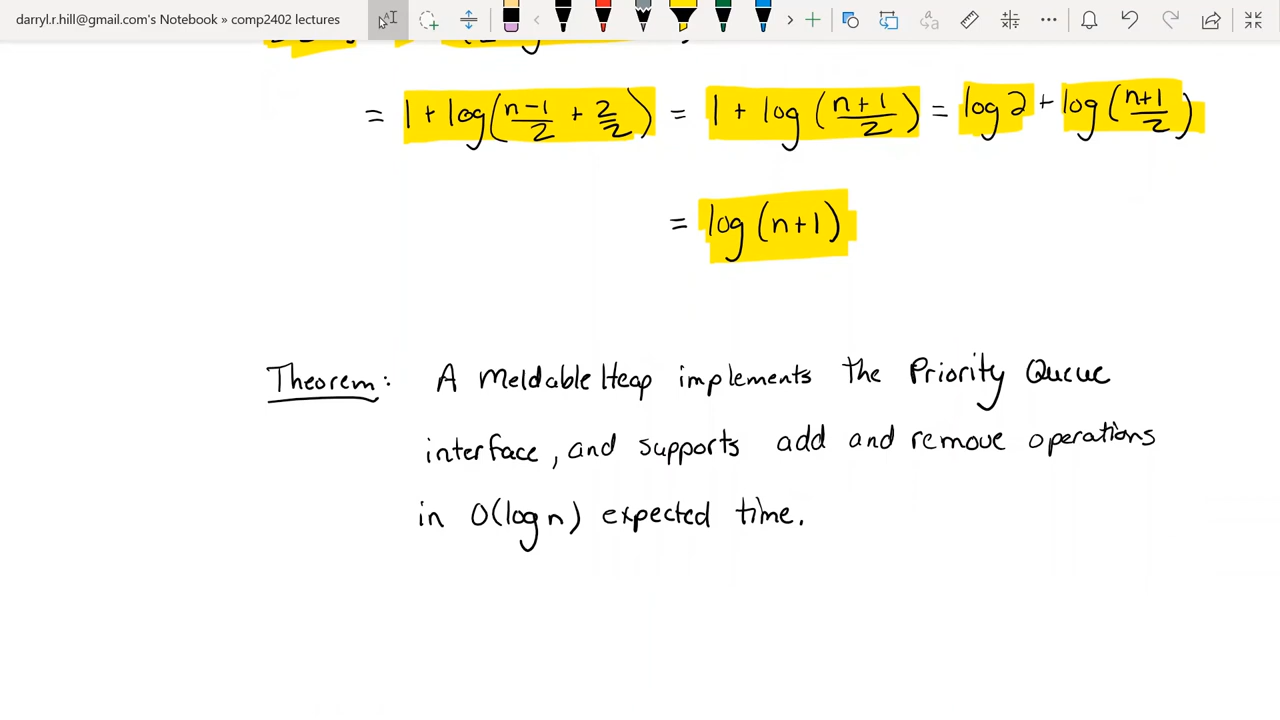 darryl.r.hill@gmail.com's Notebook » comp2402 lectures
= 1 + log(n-1/2 + 2/2) = 1 + log(n+1/2) = log 2 + log(n+1/2)
= log(n+1)
Theorem: A MeldableHeap implements the Priority Queue
interface, and supports add and remove operations
in O(log n) expected time.